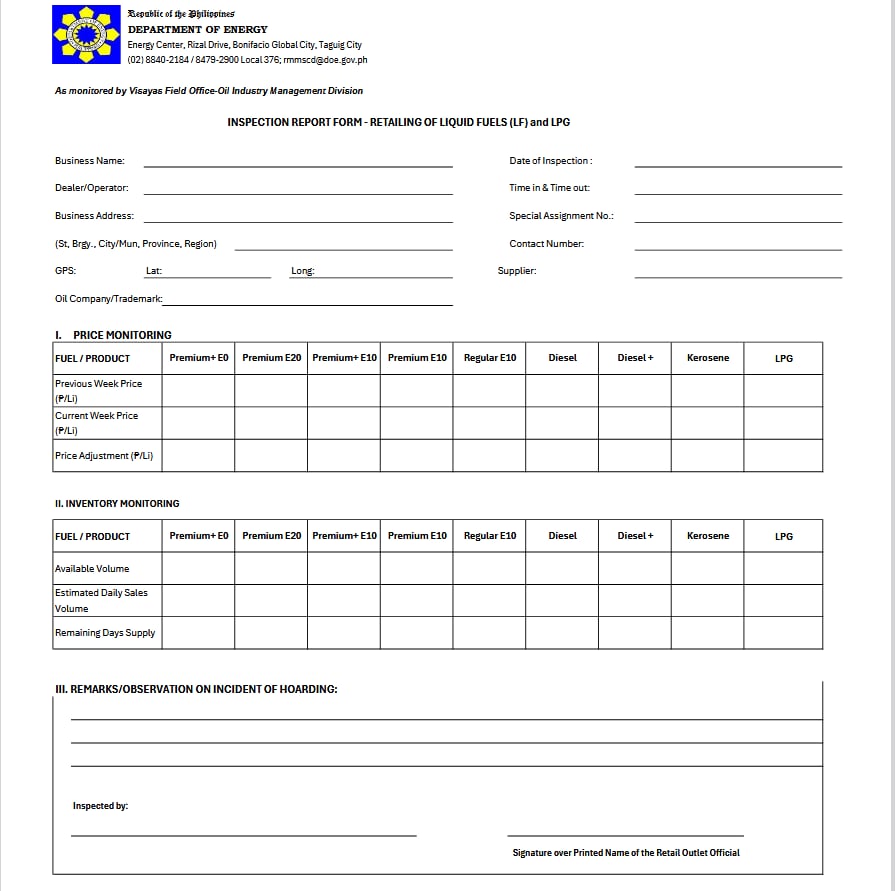 Republic of the Philippines
DEPARTMENT OF ENERGY
Energy Center, Rizal Drive, Bonifacio Global City, Taguig City
(02) 8840-2184 / 8479-2900 Local 376; rmmscd@doe.gov.ph
As monitored by Visayas Field Office-Oil Industry Management Division
INSPECTION REPORT FORM - RETAILING OF LIQUID FUELS (LF) and LPG
Business Name: Date of Inspection :
Dealer/Operator: Time in & Time out:
Business Address: Special Assignment No.:
(St, Brgy., City/Mun, Province, Region) Contact Number:
GPS: Lat: Long: Supplier:
Oil Company/Trademark:
I. PRICE MONITORING
FUEL / PRODUCT Premium+ E0 Premium E20 Premium+ E10 Premium E10 Regular E10 Diesel Diesel + Kerosene LPG
Previous Week Price
(₱/Li)
Current Week Price
(₱/Li)
Price Adjustment (₱/Li)
II. INVENTORY MONITORING
FUEL / PRODUCT Premium+ E0 Premium E20 Premium+ E10 Premium E10 Regular E10 Diesel Diesel + Kerosene LPG
Available Volume
Estimated Daily Sales
Volume
Remaining Days Supply
III. REMARKS/OBSERVATION ON INCIDENT OF HOARDING:
Inspected by:
Signature over Printed Name of the Retail Outlet Official